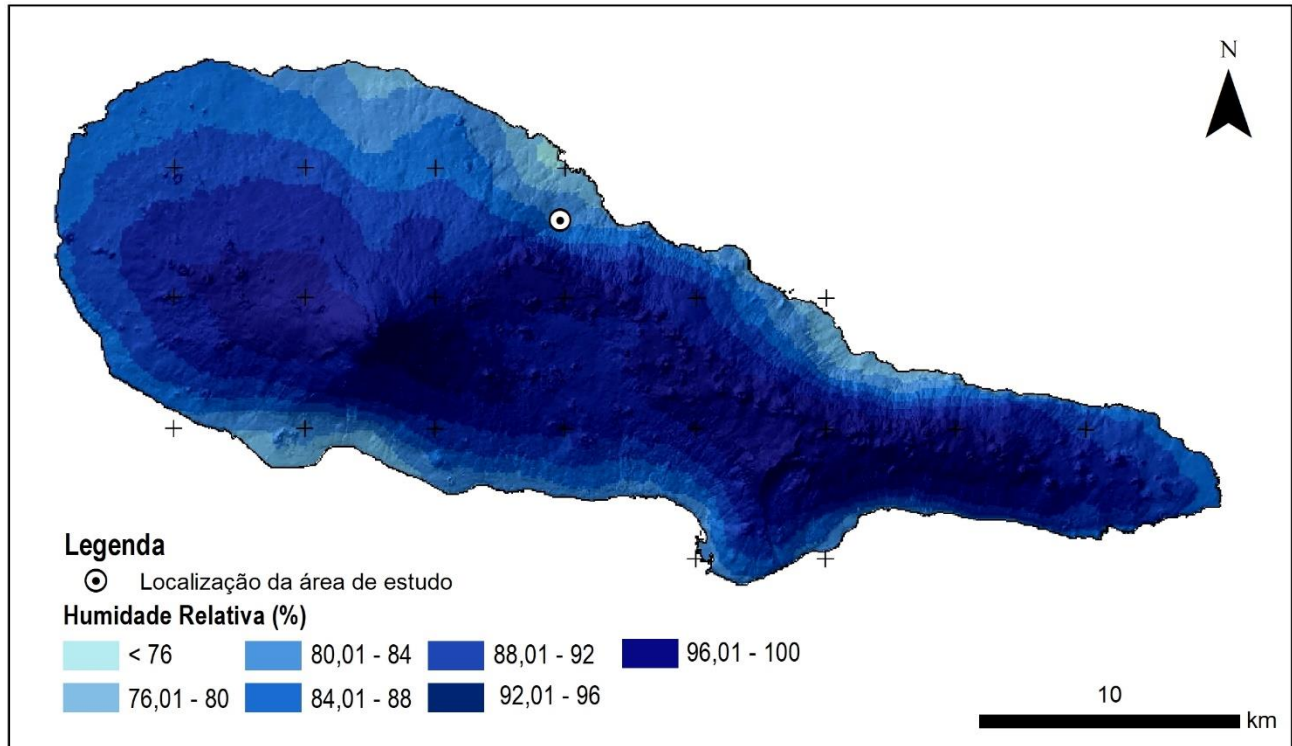 N
Legenda
Localização da área de estudo
Humidade Relativa (%)
< 76 80,01 - 84 88,01 - 92 96,01 - 100
76,01 - 80 84,01 - 88 92,01 - 96
10
km